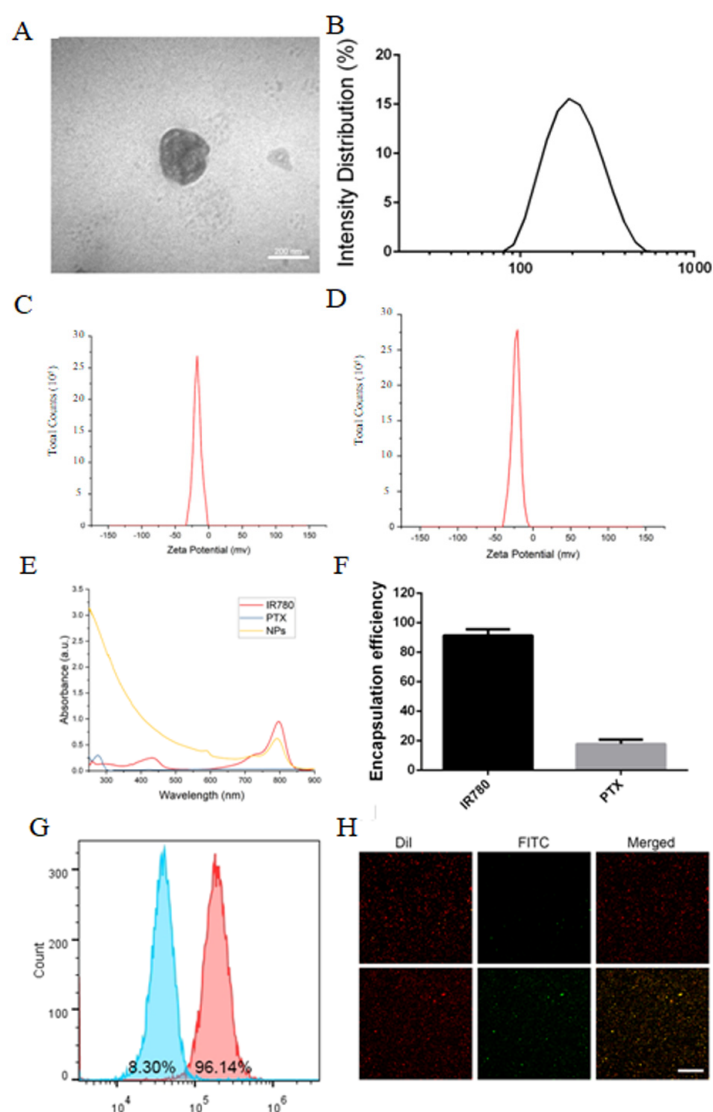 A
200 nm
B
Intensity Distribution (%)
20
15
10
5
0
100
1000
C
Total Counts (10⁵)
30
25
20
15
10
5
0
-150 -100 -50 0 50 100 150
Zeta Potential (mv)
D
Total Counts (10⁵)
30
25
20
15
10
5
0
-150 -100 -50 0 50 100 150
Zeta Potential (mv)
E
Absorbance (a.u.)
3.5
3.0
2.5
2.0
1.5
1.0
0.5
0.0
IR780
PTX
NPs
300 400 500 600 700 800 900
Wavelength (nm)
F
Encapsulation efficiency
120
100
80
60
40
20
0
IR780
PTX
G
Count
300
200
100
0
8.30% 96.14%
10⁴ 10⁵ 10⁶
H
DiI FITC Merged